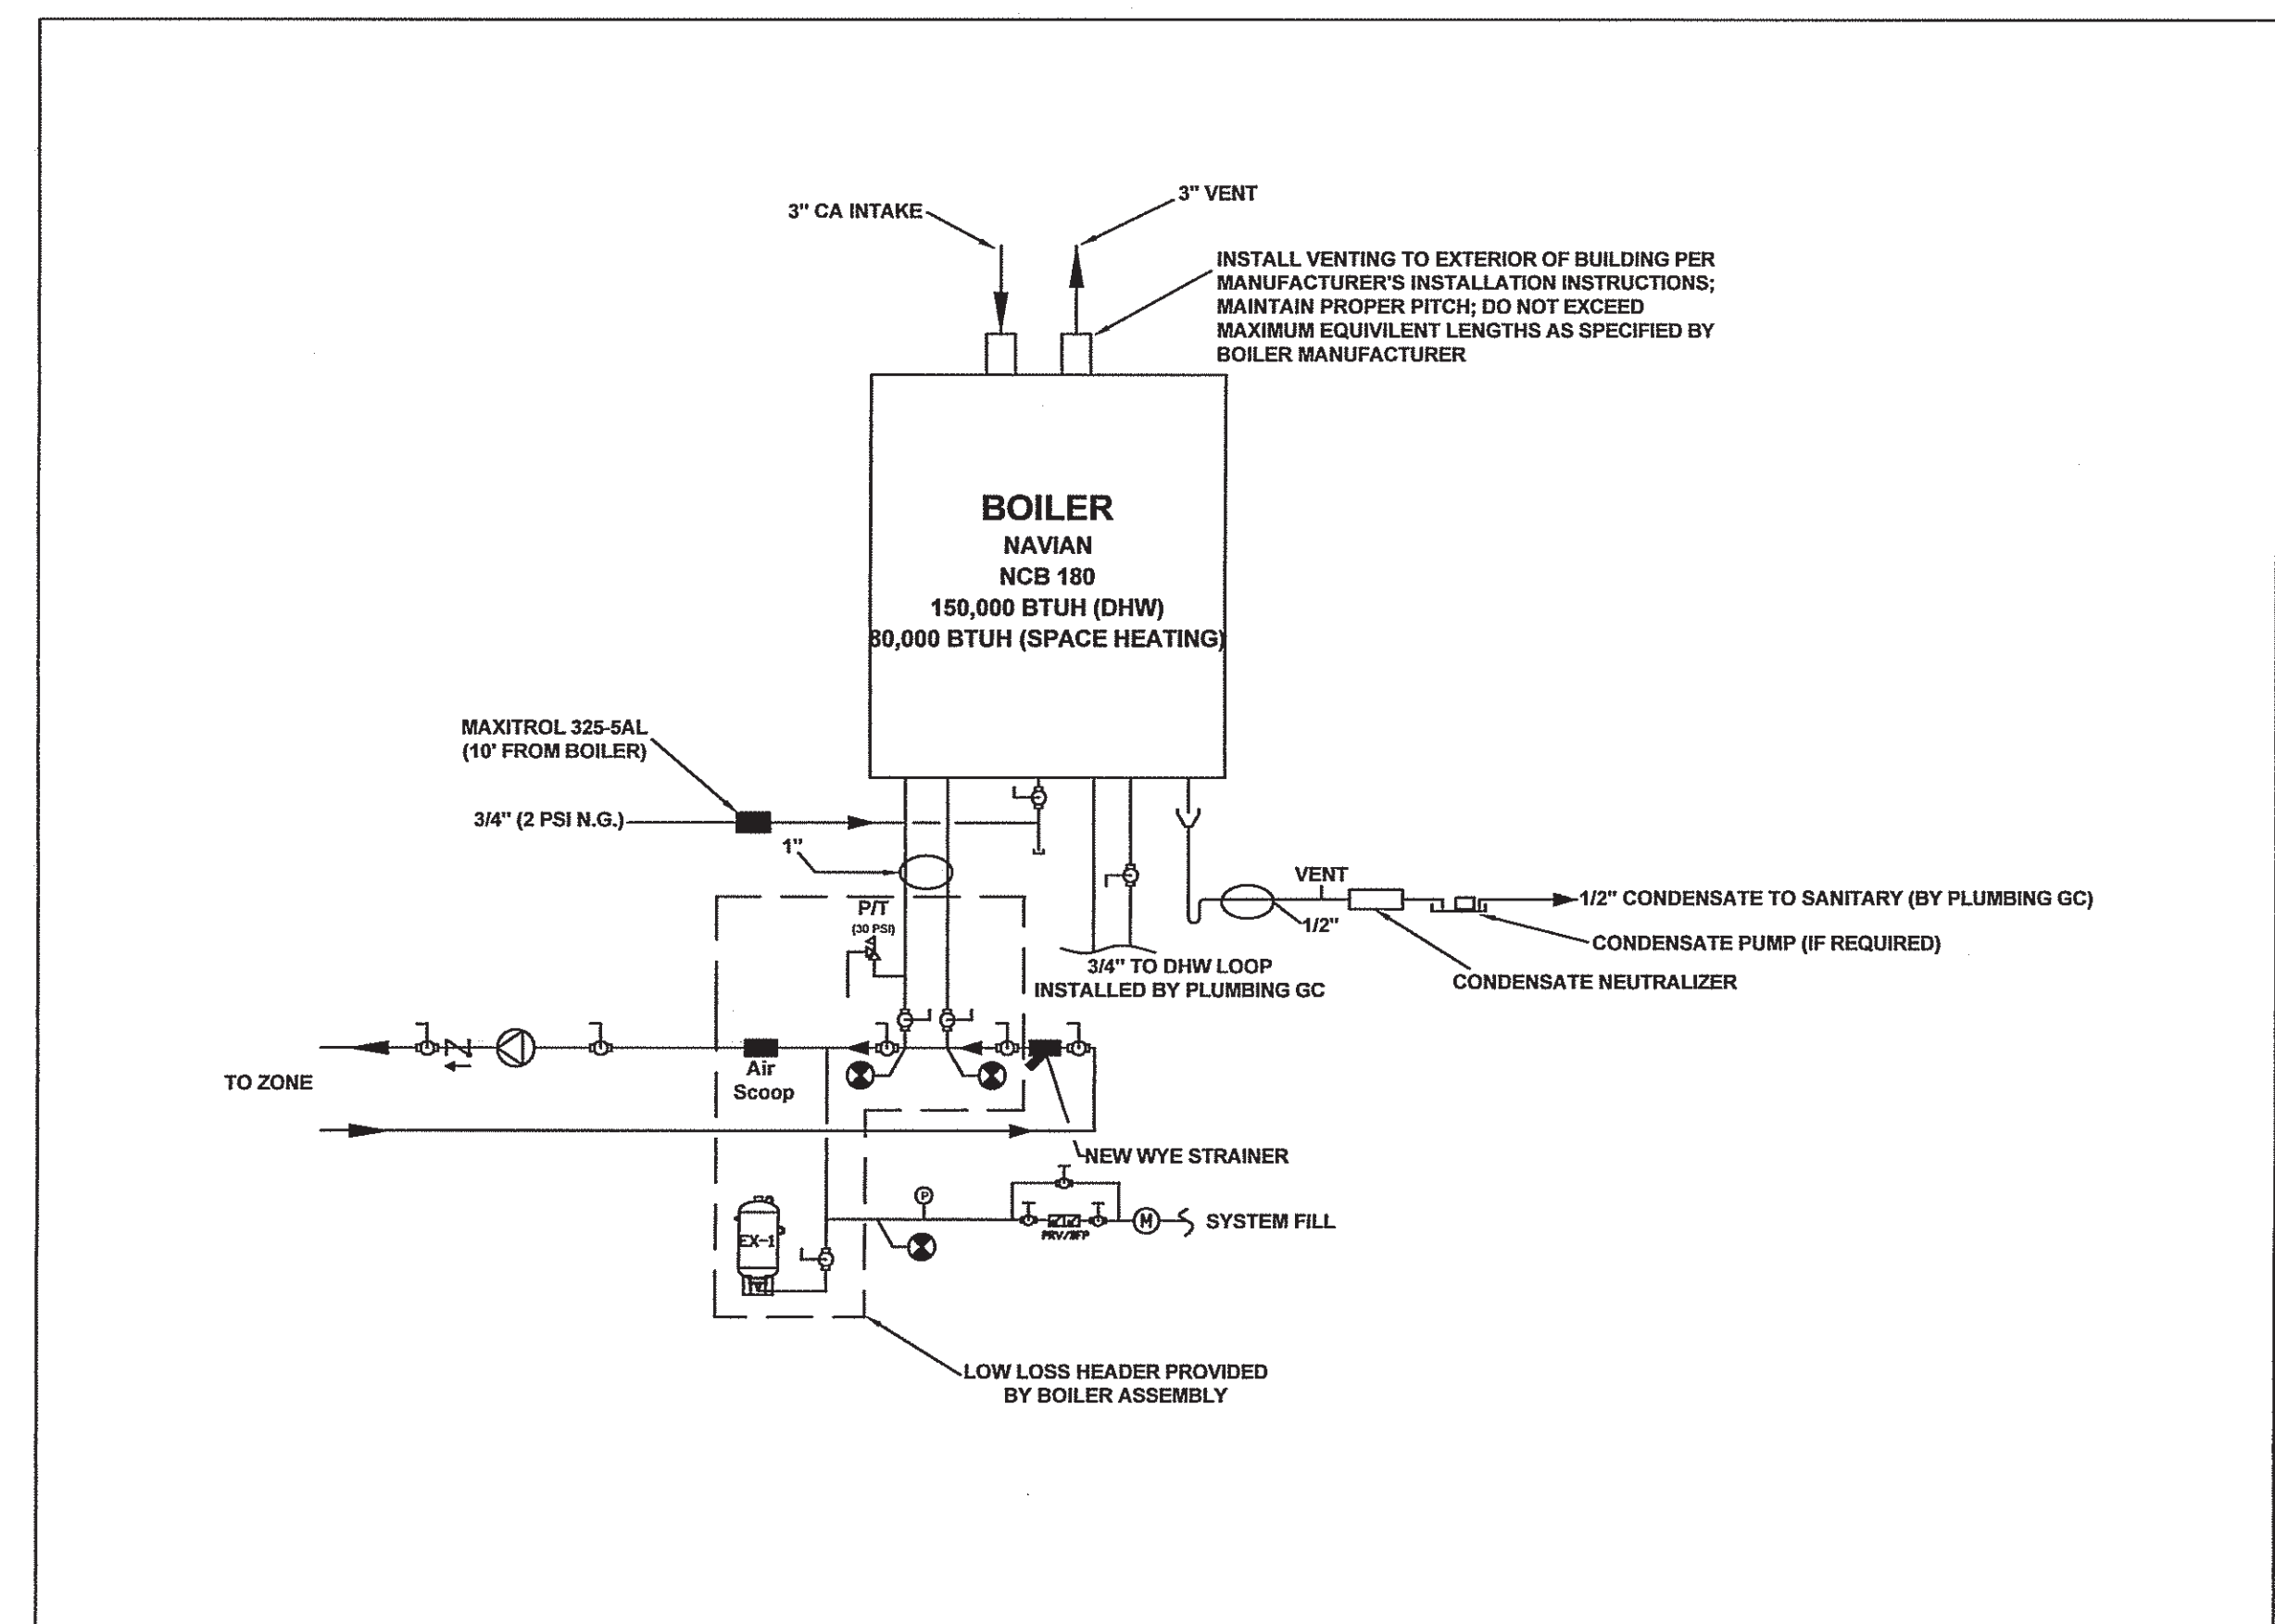 3" CA INTAKE
3" VENT
INSTALL VENTING TO EXTERIOR OF BUILDING PER
MANUFACTURER'S INSTALLATION INSTRUCTIONS;
MAINTAIN PROPER PITCH; DO NOT EXCEED
MAXIMUM EQUIVILENT LENGTHS AS SPECIFIED BY
BOILER MANUFACTURER
BOILER
NAVIAN
NCB 180
150,000 BTUH (DHW)
80,000 BTUH (SPACE HEATING)
MAXITROL 325-5AL
(10' FROM BOILER)
3/4" (2 PSI N.G.)
1"
P/T
(30 PSI)
VENT
1/2"
1/2" CONDENSATE TO SANITARY (BY PLUMBING GC)
CONDENSATE PUMP (IF REQUIRED)
CONDENSATE NEUTRALIZER
3/4" TO DHW LOOP
INSTALLED BY PLUMBING GC
Air
Scoop
TO ZONE
NEW WYE STRAINER
P
EX-1
PRV/BFP
M
SYSTEM FILL
LOW LOSS HEADER PROVIDED
BY BOILER ASSEMBLY